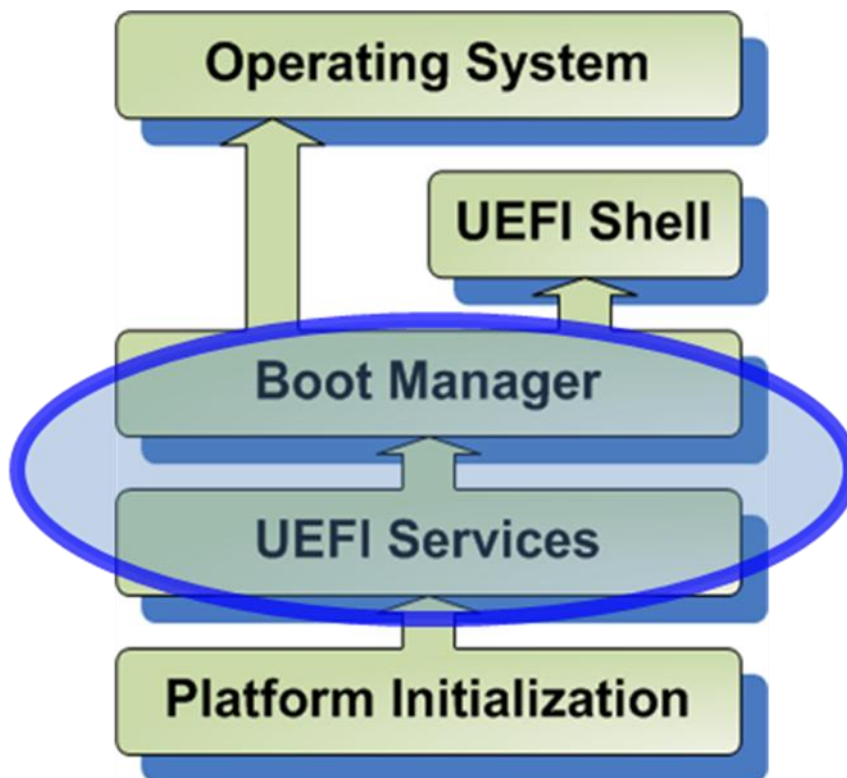 Operating System
UEFI Shell
Boot Manager
UEFI Services
Platform Initialization